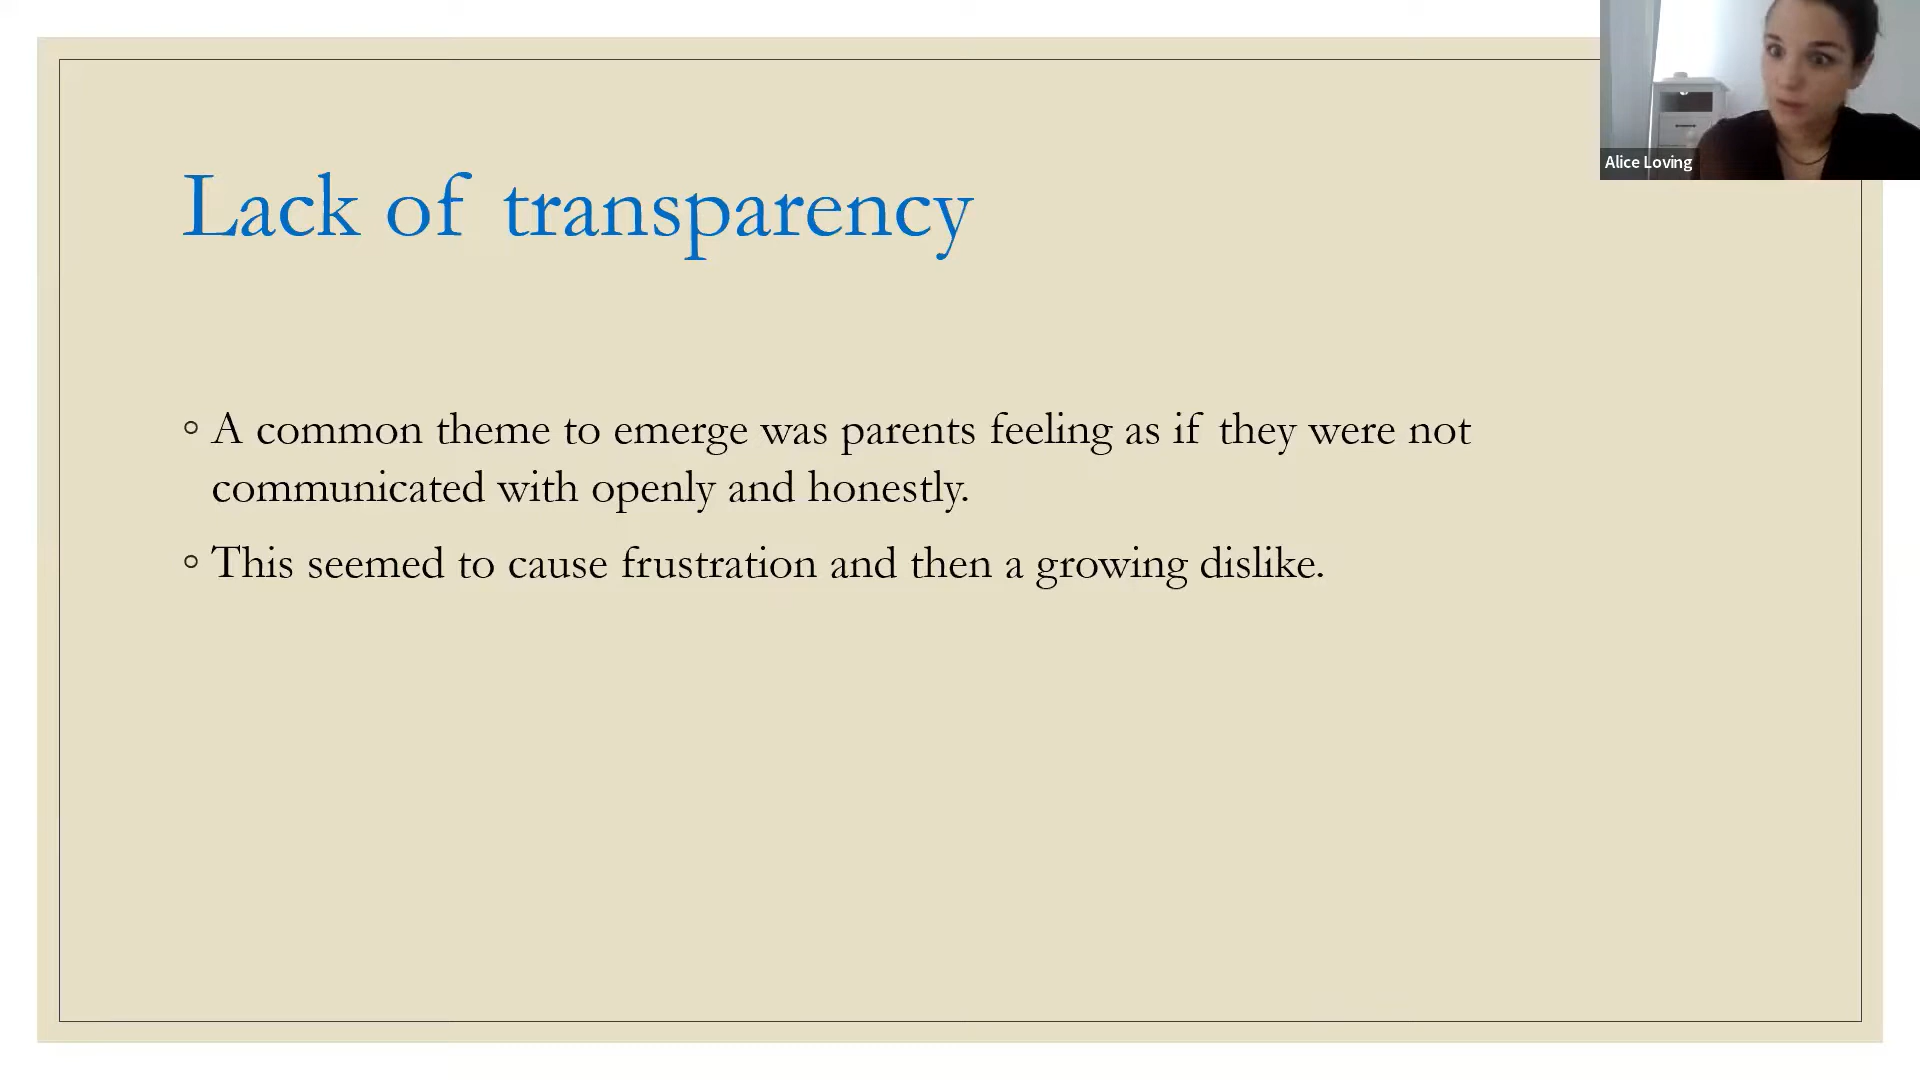 Alice Loving
Lack of transparency
◦ A common theme to emerge was parents feeling as if they were not
communicated with openly and honestly.
◦ This seemed to cause frustration and then a growing dislike.